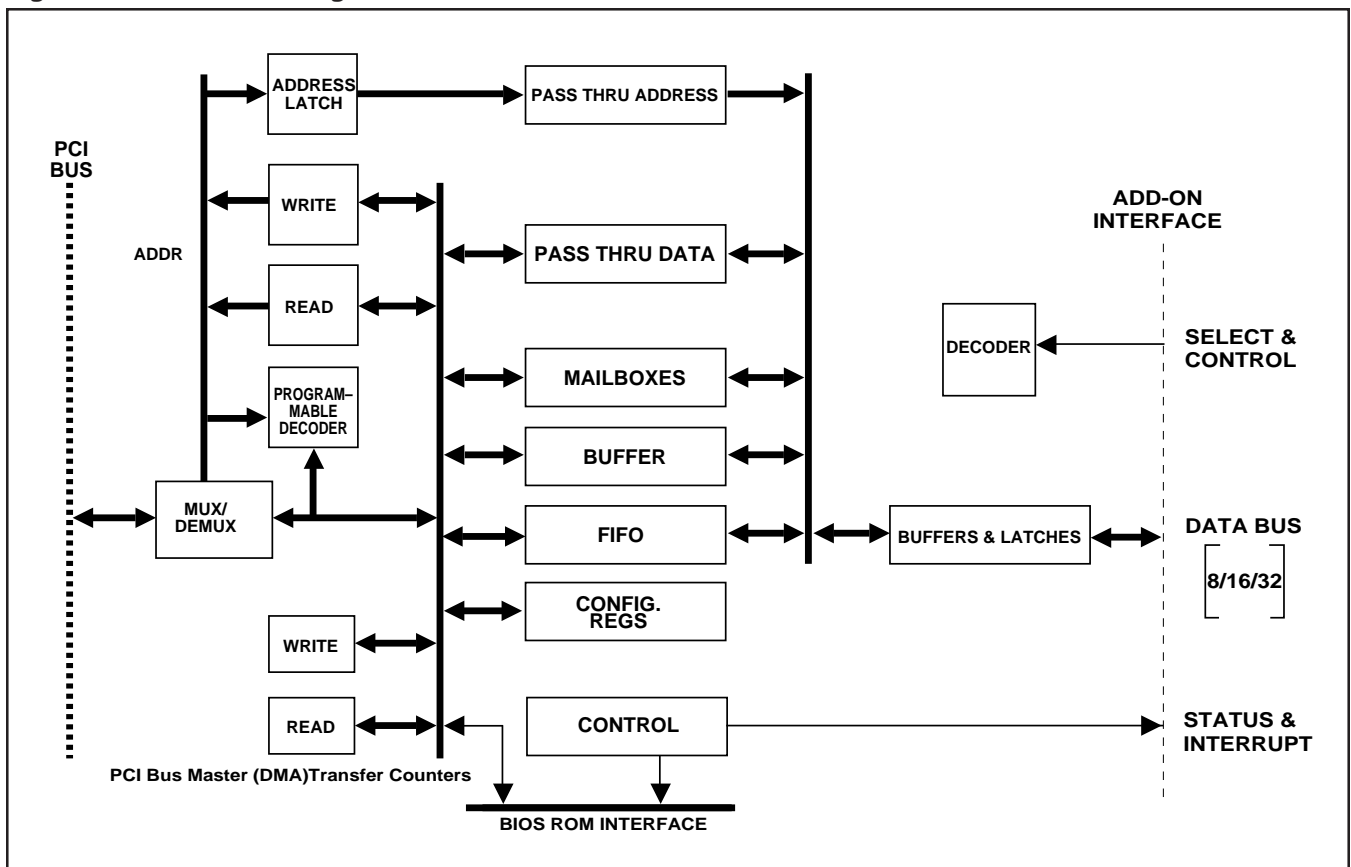 ADDRESS
LATCH
PASS THRU ADDRESS
PCI
BUS
WRITE
ADD-ON
INTERFACE
ADDR
PASS THRU DATA
READ
DECODER
SELECT &
CONTROL
MAILBOXES
PROGRAM–
MABLE
DECODER
BUFFER
MUX/
DEMUX
FIFO
BUFFERS & LATCHES
DATA BUS
8/16/32
CONFIG.
REGS
WRITE
READ
CONTROL
STATUS &
INTERRUPT
PCI Bus Master (DMA)Transfer Counters
BIOS ROM INTERFACE